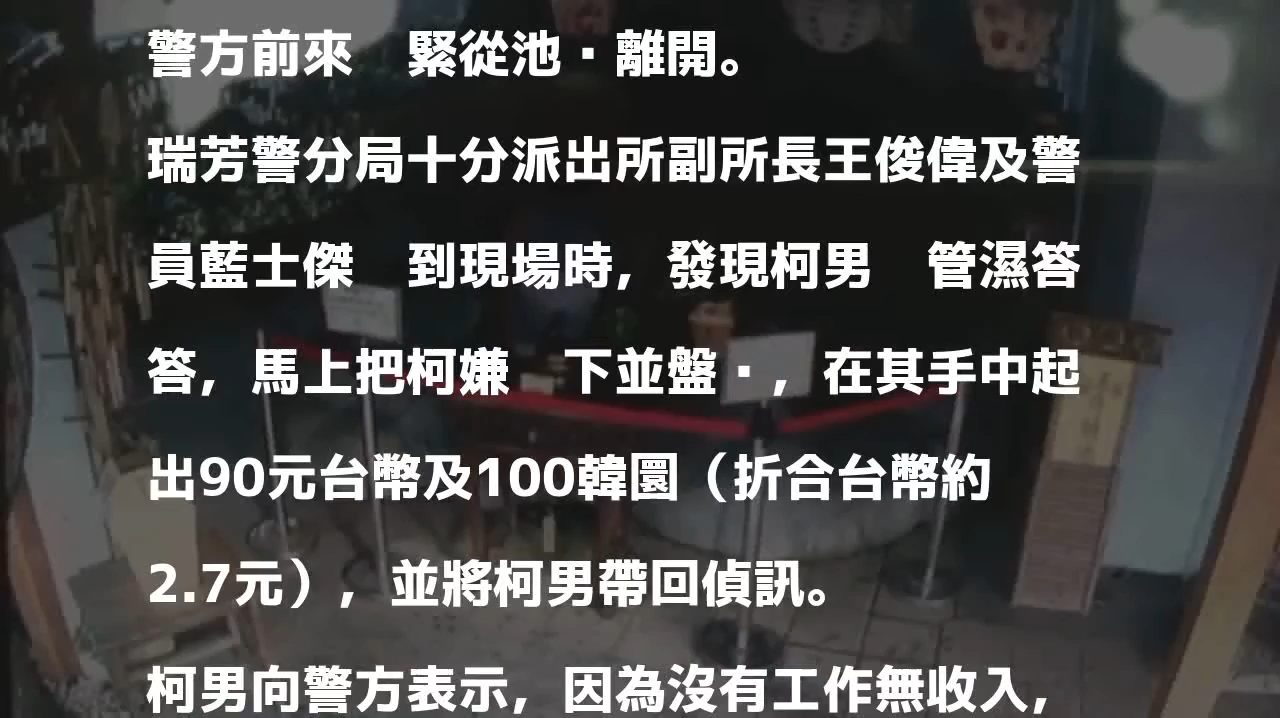 警方前來　緊從池▪離開。
瑞芳警分局十分派出所副所長王俊偉及警
員藍士傑　到現場時，發現柯男　管濕答
答，馬上把柯嫌　下並盤▪，在其手中起
出90元台幣及100韓圜（折合台幣約
2.7元），並將柯男帶回偵訊。
柯男向警方表示，因為沒有工作無收入，